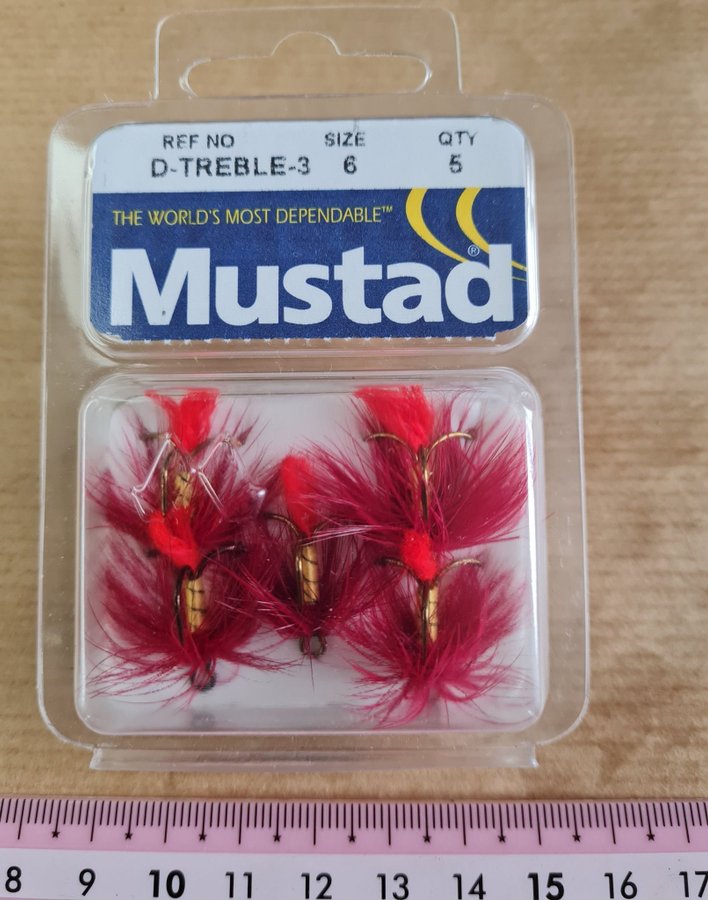 REF NO SIZE QTY
D-TREBLE-3 6 5
THE WORLD'S MOST DEPENDABLE™
Mustad®
8 9 10 11 12 13 14 15 16 17